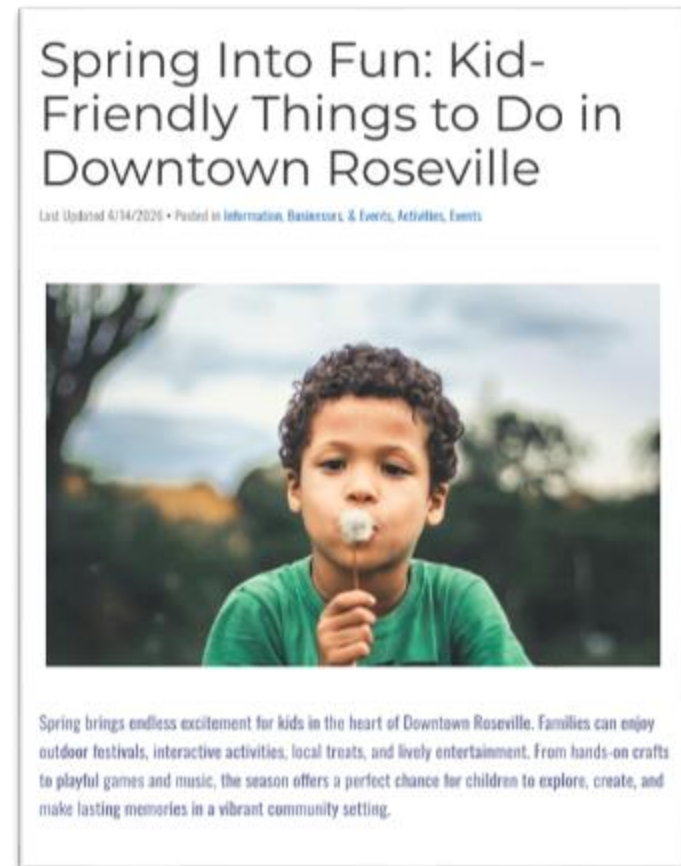 Spring Into Fun: Kid-
Friendly Things to Do in
Downtown Roseville
Last Updated 4/14/2026 • Posted in Information, Businesses, & Events, Activities, Events
Spring brings endless excitement for kids in the heart of Downtown Roseville. Families can enjoy
outdoor festivals, interactive activities, local treats, and lively entertainment. From hands-on crafts
to playful games and music, the season offers a perfect chance for children to explore, create, and
make lasting memories in a vibrant community setting.